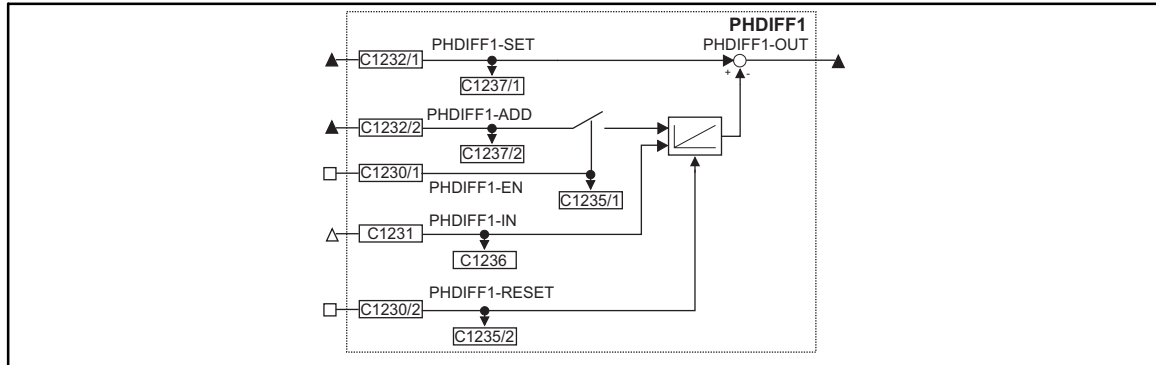 PHDIFF1
PHDIFF1-SET
PHDIFF1-OUT
C1232/1
+ -
C1237/1
PHDIFF1-ADD
C1232/2
C1237/2
C1230/1
PHDIFF1-EN
C1235/1
PHDIFF1-IN
C1231
C1236
PHDIFF1-RESET
C1230/2
C1235/2